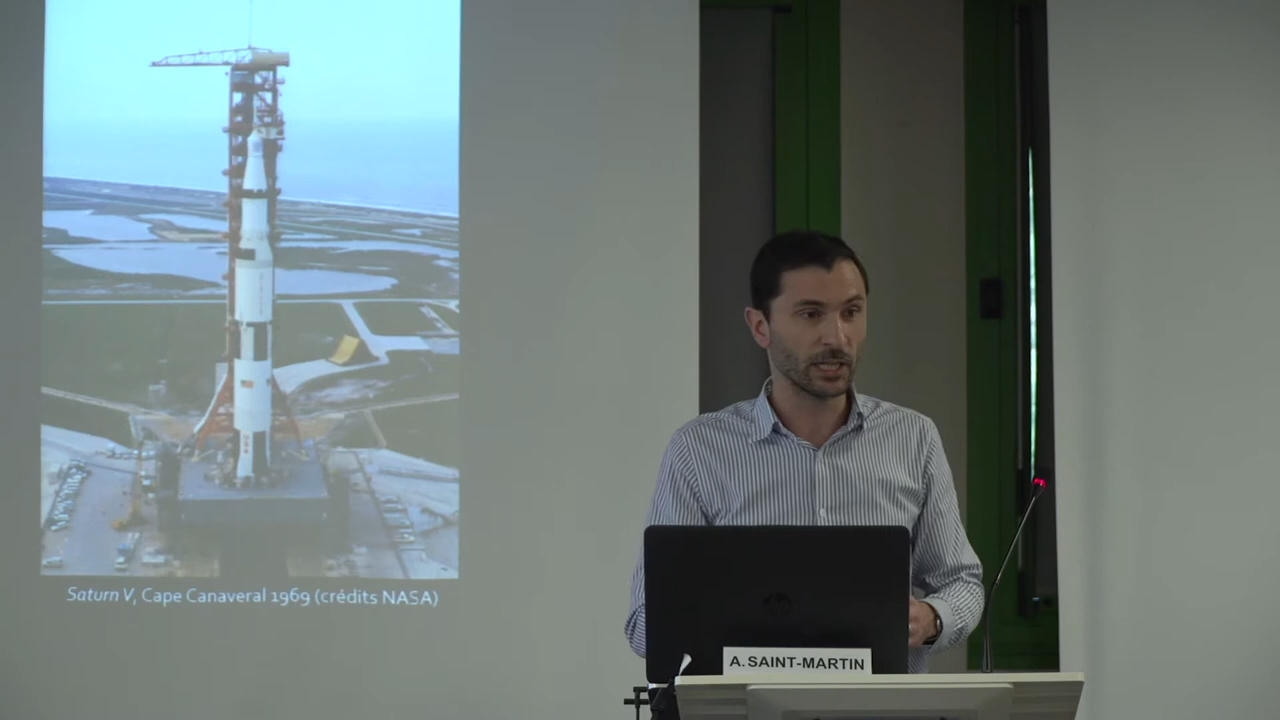 Saturn V, Cape Canaveral 1969 (crédits NASA)
A. SAINT-MARTIN